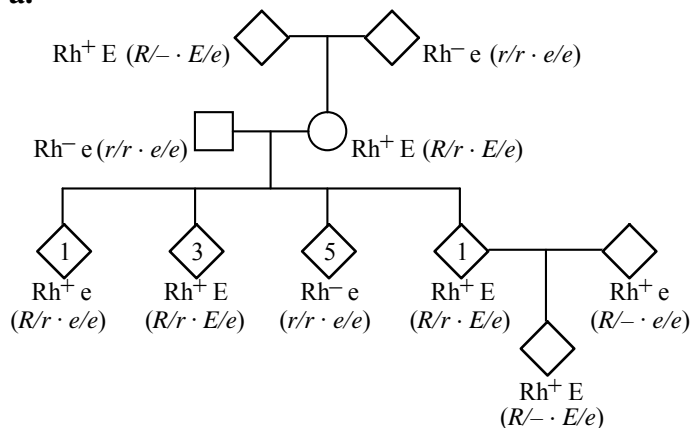 a.
Rh⁺ E (R/– · E/e)
Rh⁻ e (r/r · e/e)
Rh⁻ e (r/r · e/e)
Rh⁺ E (R/r · E/e)
1 3 5 1
Rh⁺ e Rh⁺ E Rh⁻ e Rh⁺ E Rh⁺ e
(R/r · e/e) (R/r · E/e) (r/r · e/e) (R/r · E/e) (R/– · e/e)
Rh⁺ E
(R/– · E/e)